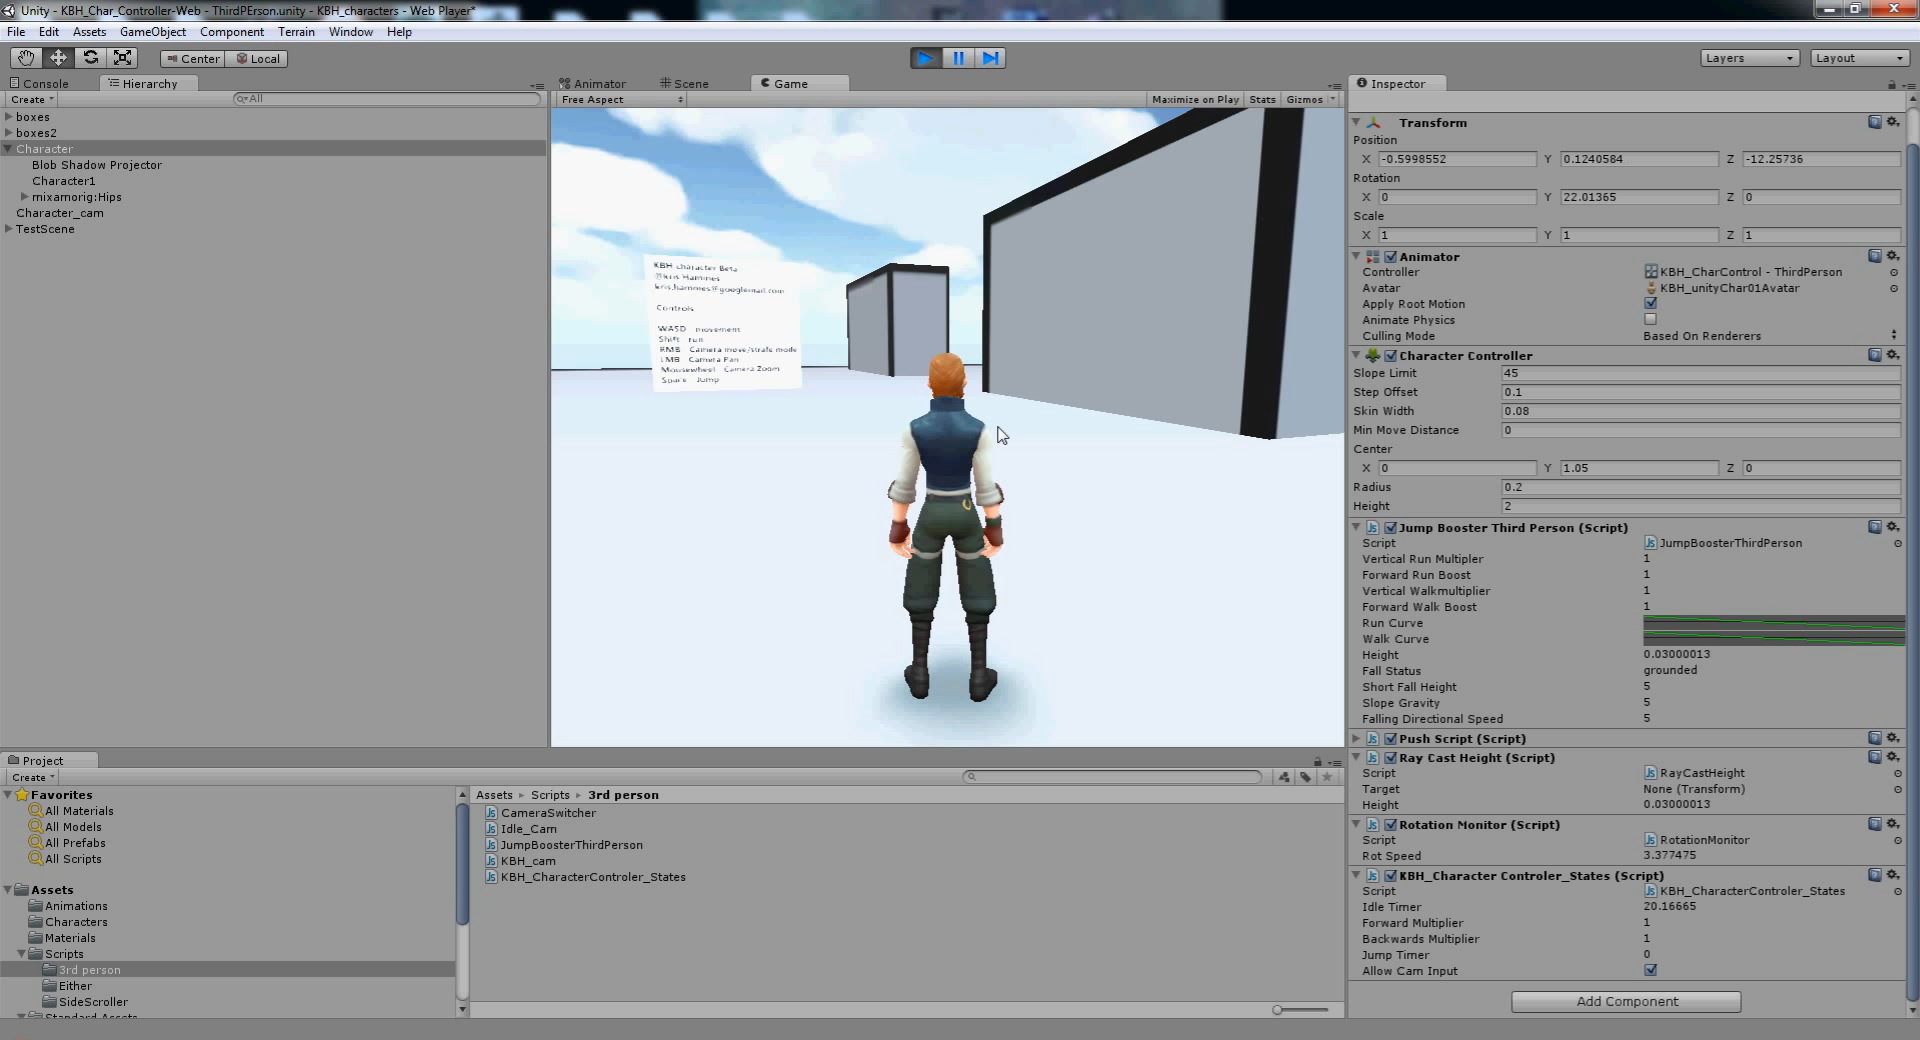 Unity - KBH_Char_Controller-Web - ThirdPErson.unity - KBH_characters - Web Player*
File Edit Assets GameObject Component Terrain Window Help
Center Local Layers Layout
Console Hierarchy
Create All
boxes
boxes2
Character
Blob Shadow Projector
Character1
mixamorig:Hips
Character_cam
TestScene
Animator Scene Game
Free Aspect Maximize on Play Stats Gizmos
KBH character Beta
@kris Hammes
kris.hammes@googlemail.com
Controls
WASD movement
Shift run
RMB Camera move/strafe mode
LMB Camera Pan
Mousewheel Camera Zoom
Space Jump
Inspector
Transform
Position
X -0.5998552 Y 0.1240584 Z -12.25736
Rotation
X 0 Y 22.01365 Z 0
Scale
X 1 Y 1 Z 1
Animator
Controller KBH_CharControl - ThirdPerson
Avatar KBH_unityChar01Avatar
Apply Root Motion
Animate Physics
Culling Mode Based On Renderers
Character Controller
Slope Limit 45
Step Offset 0.1
Skin Width 0.08
Min Move Distance 0
Center
X 0 Y 1.05 Z 0
Radius 0.2
Height 2
Jump Booster Third Person (Script)
Script JumpBoosterThirdPerson
Vertical Run Multipler 1
Forward Run Boost 1
Vertical Walkmultiplier 1
Forward Walk Boost 1
Run Curve
Walk Curve
Height 0.03000013
Fall Status grounded
Short Fall Height 5
Slope Gravity 5
Falling Directional Speed 5
Push Script (Script)
Ray Cast Height (Script)
Script RayCastHeight
Target None (Transform)
Height 0.03000013
Rotation Monitor (Script)
Script RotationMonitor
Rot Speed 3.377475
KBH_Character Controler_States (Script)
Script KBH_CharacterControler_States
Idle Timer 20.16665
Forward Multiplier 1
Backwards Multiplier 1
Jump Timer 0
Allow Cam Input
Add Component
Project
Create
Favorites
All Materials
All Models
All Prefabs
All Scripts
Assets
Animations
Characters
Materials
Scripts
3rd person
Either
SideScroller
Standard Assets
Assets Scripts 3rd person
CameraSwitcher
Idle_Cam
JumpBoosterThirdPerson
KBH_cam
KBH_CharacterControler_States